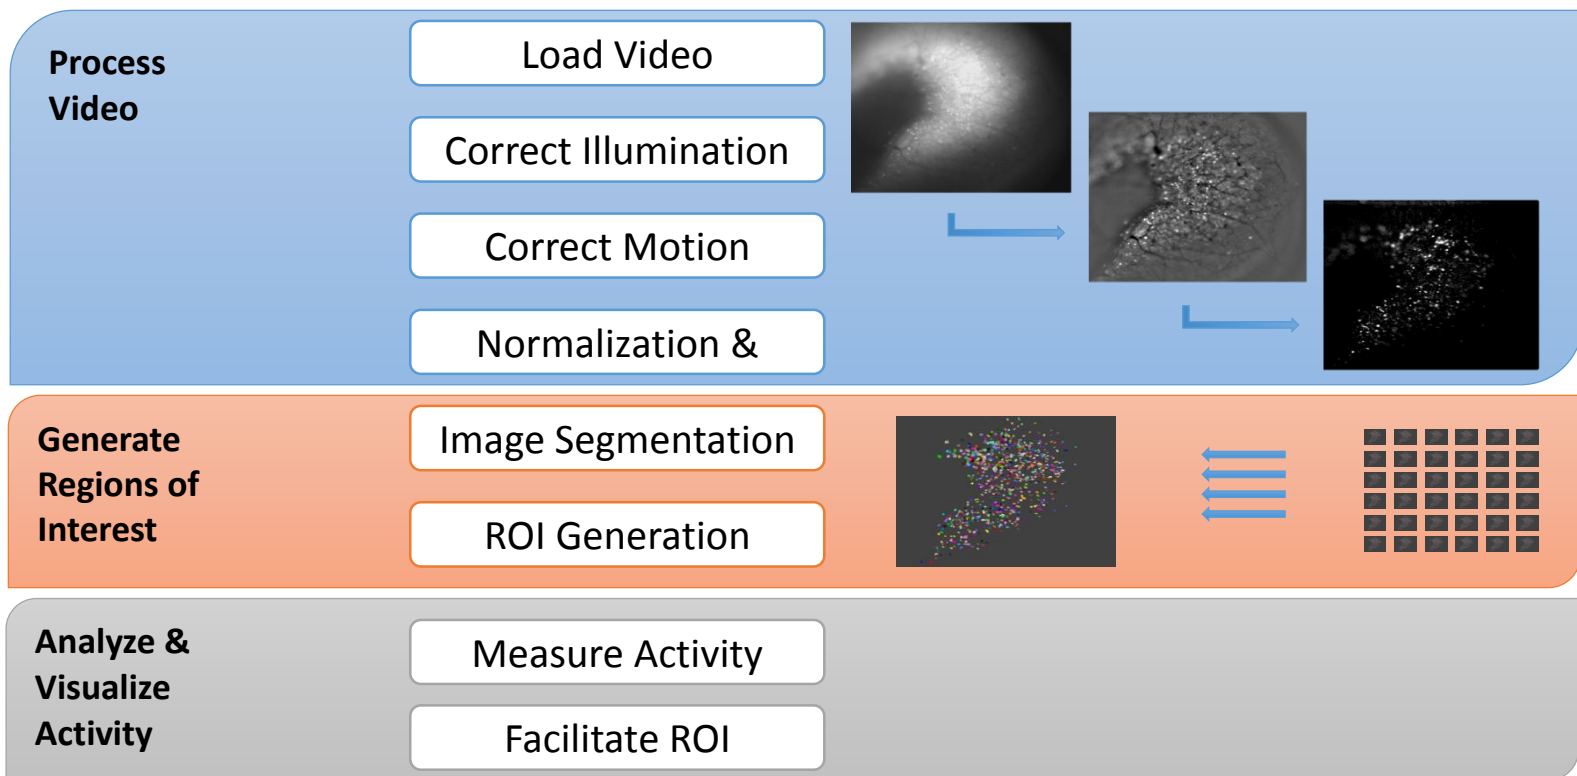 Process
Video
Load Video
Correct Illumination
Correct Motion
Normalization &
Generate
Regions of
Interest
Image Segmentation
ROI Generation
Analyze &
Visualize
Activity
Measure Activity
Facilitate ROI